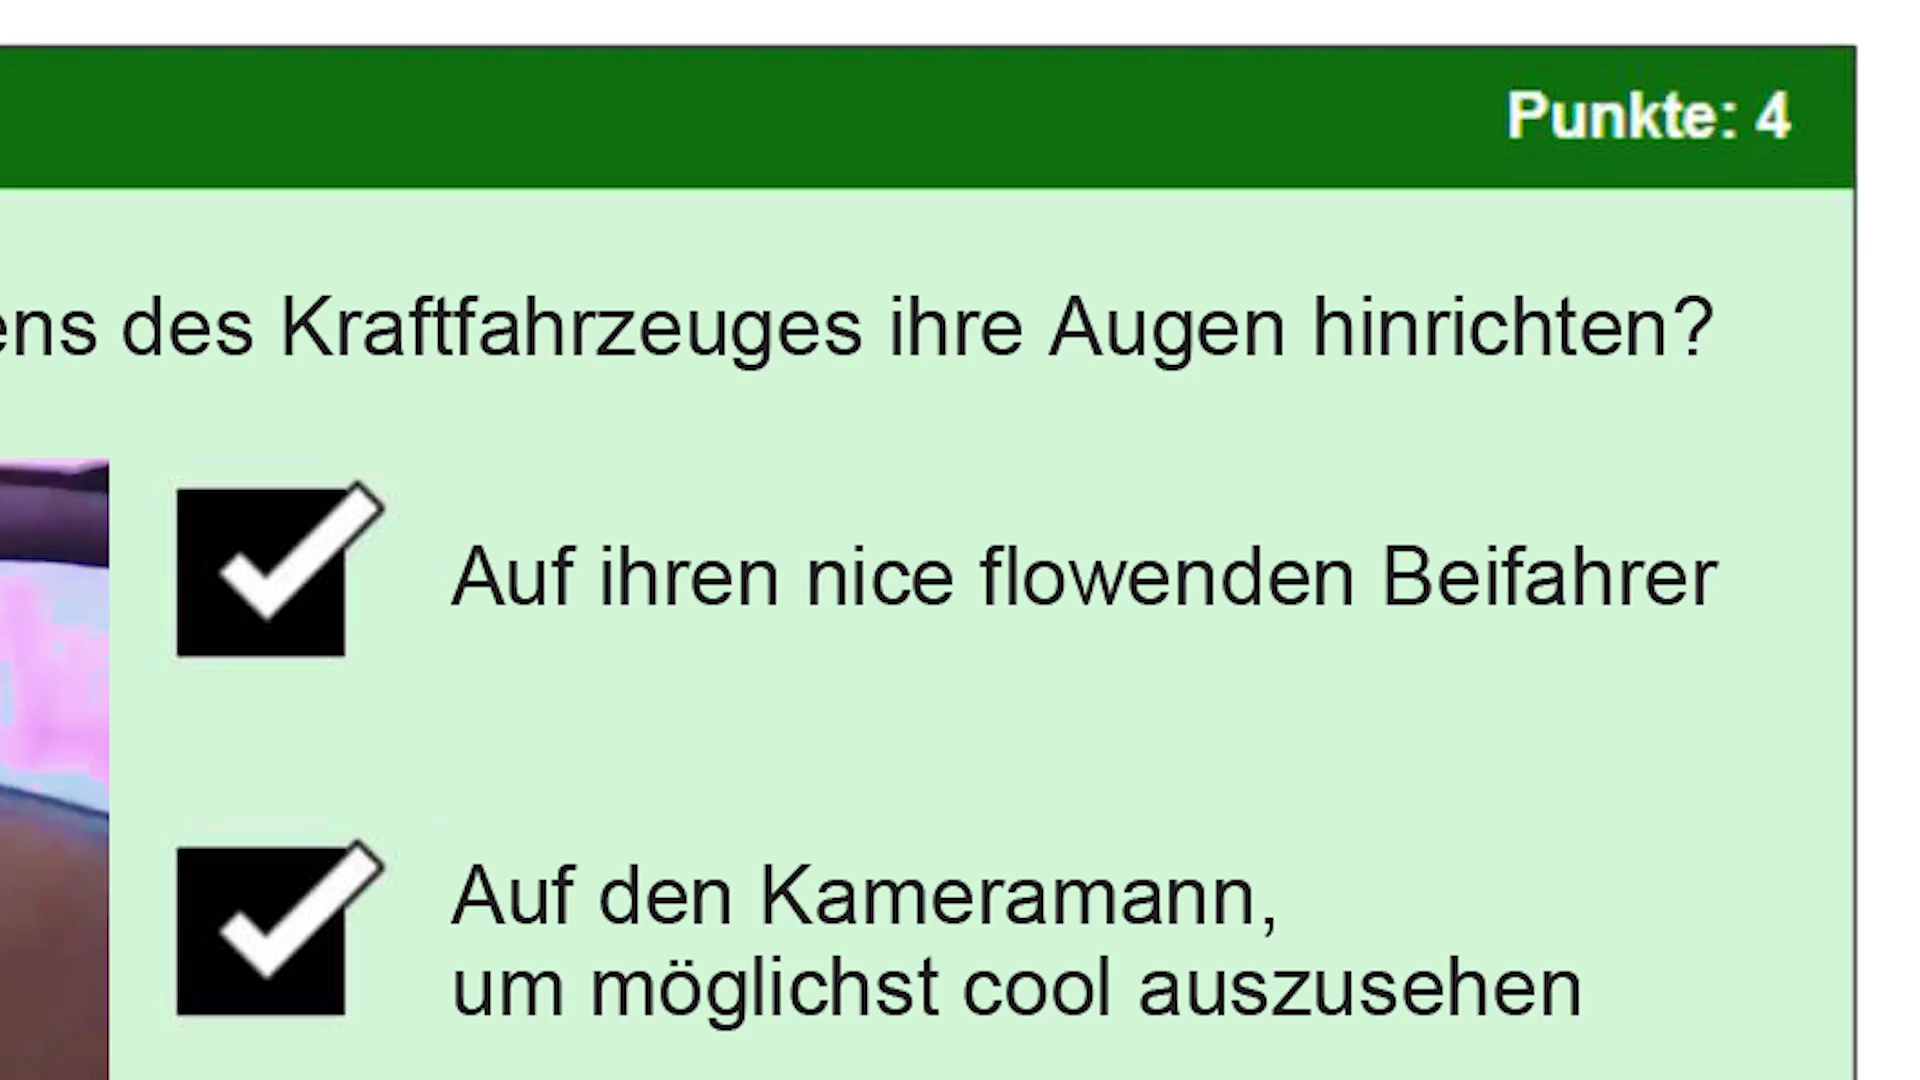 Punkte: 4
des Kraftfahrzeuges ihre Augen hinrichten?
Auf ihren nice flowenden Beifahrer
Auf den Kameramann,
um möglichst cool auszusehen